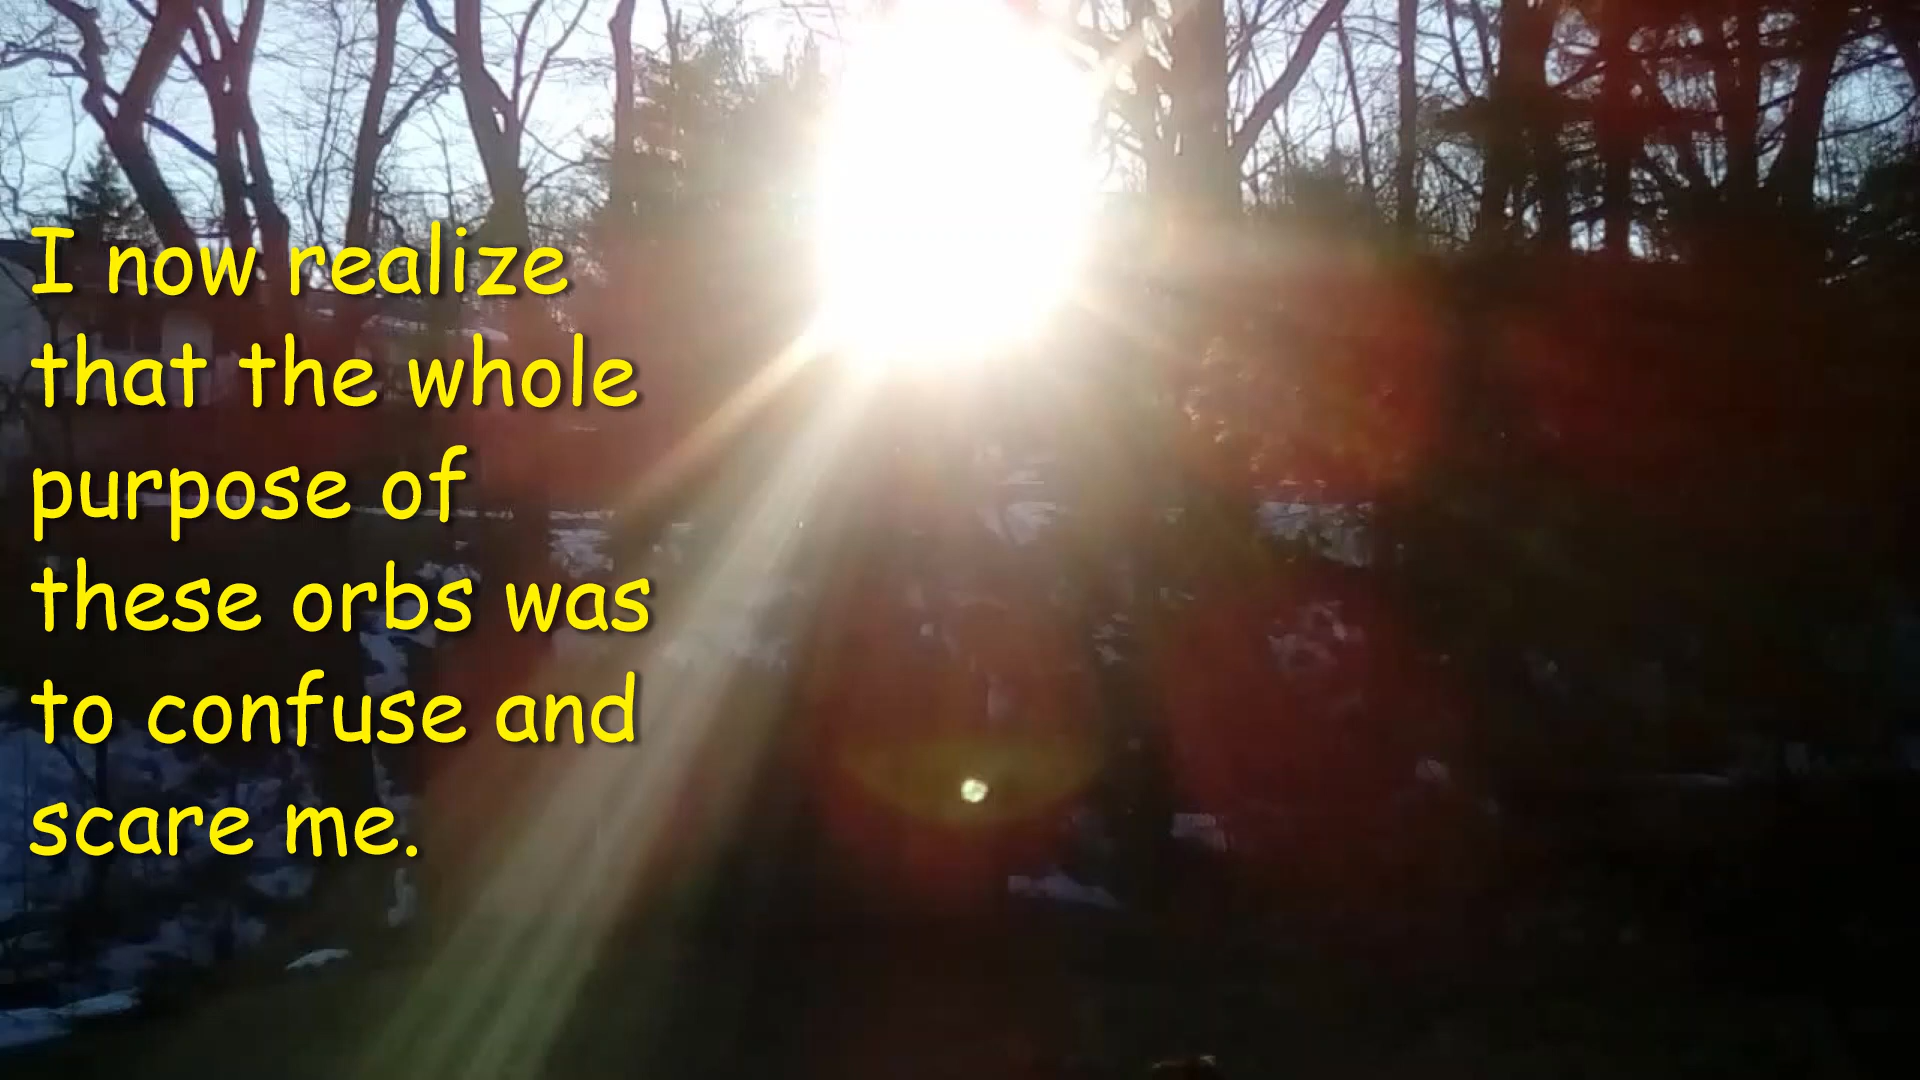 I now realize
that the whole
purpose of
these orbs was
to confuse and
scare me.